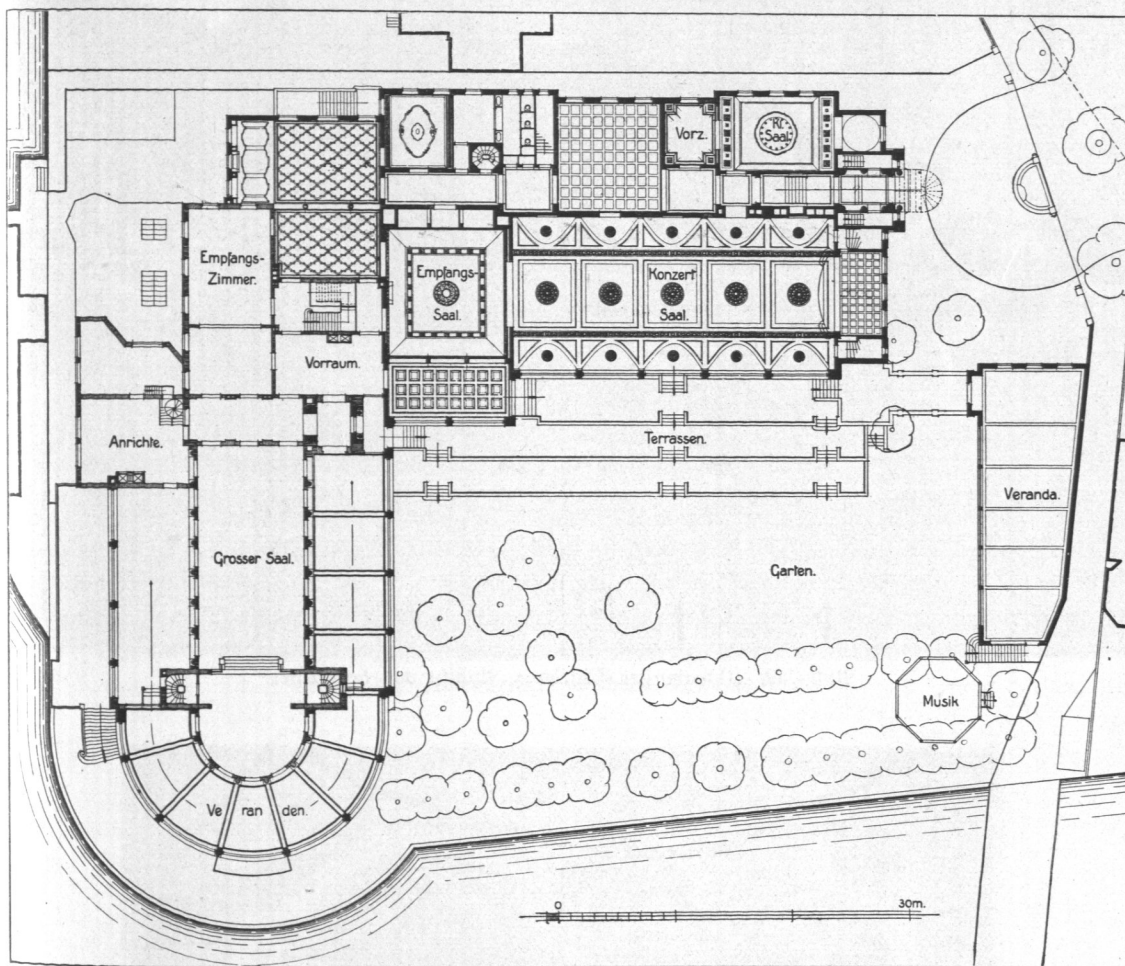 Vorz.
Kl.
Saal.
Empfangs-
Zimmer.
Empfangs-
Saal.
Konzert
Saal.
Vorraum.
Anrichte.
Terrassen.
Veranda.
Grosser Saal.
Garten.
Musik
Ve ran den.
0
30m.